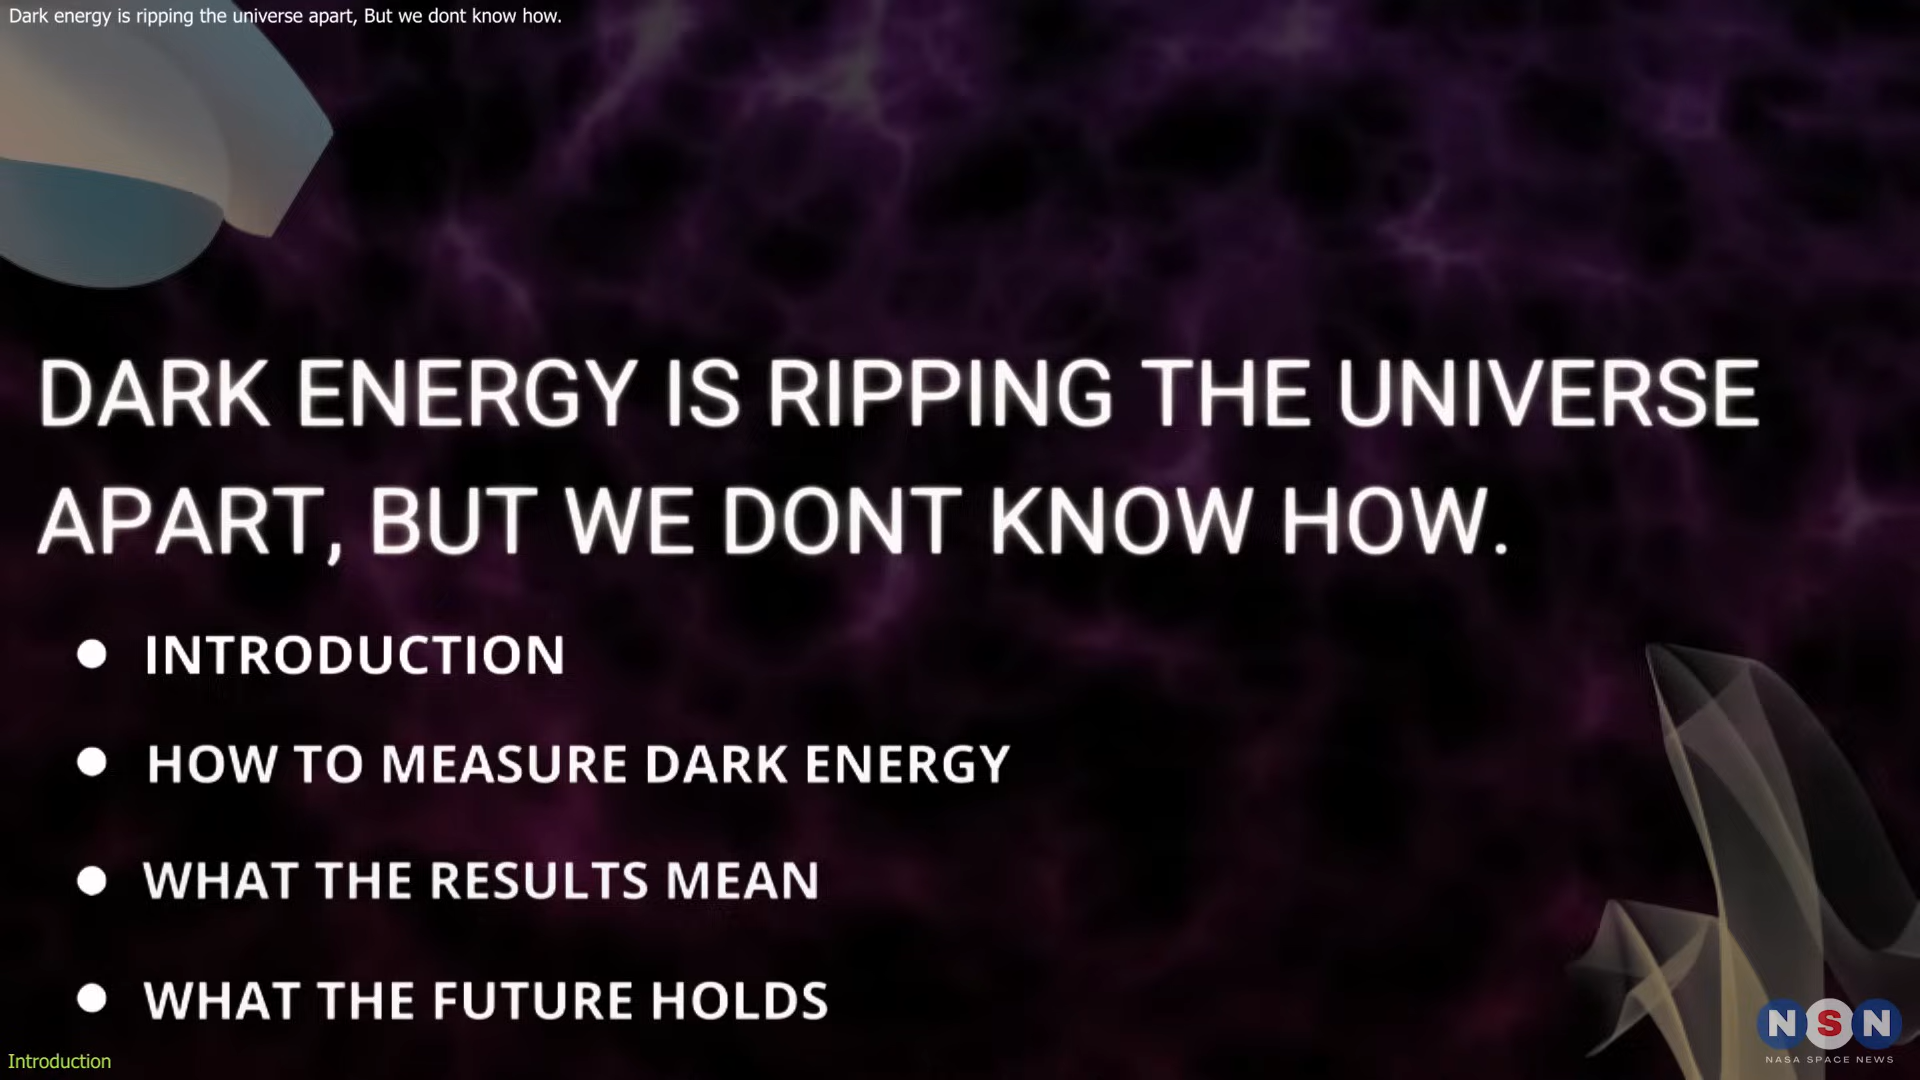 Dark energy is ripping the universe apart, But we dont know how.
DARK ENERGY IS RIPPING THE UNIVERSE
APART, BUT WE DONT KNOW HOW.
INTRODUCTION
HOW TO MEASURE DARK ENERGY
WHAT THE RESULTS MEAN
WHAT THE FUTURE HOLDS
NSN
NASA SPACE NEWS
Introduction